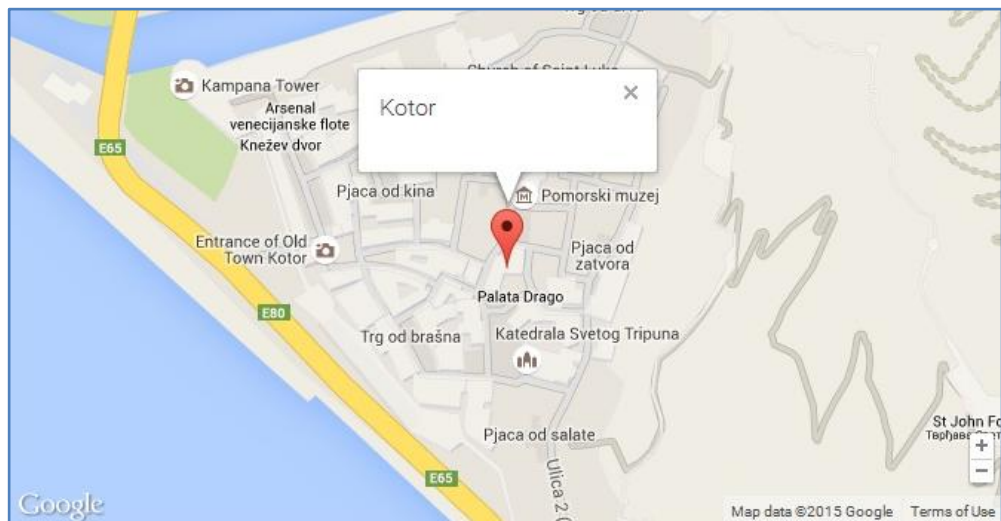 Church of Saint Luke
Kotor
Kampana Tower
Arsenal
venecijanske flote
Knežev dvor
E65
Pjaca od kina
Pomorski muzej
Entrance of Old
Town Kotor
Pjaca od
zatvora
Palata Drago
E80
Trg od brašna
Katedrala Svetog Tripuna
Pjaca od salate
St John Fo
E65
Ulica 2 (
Google
Map data ©2015 Google
Terms of Use